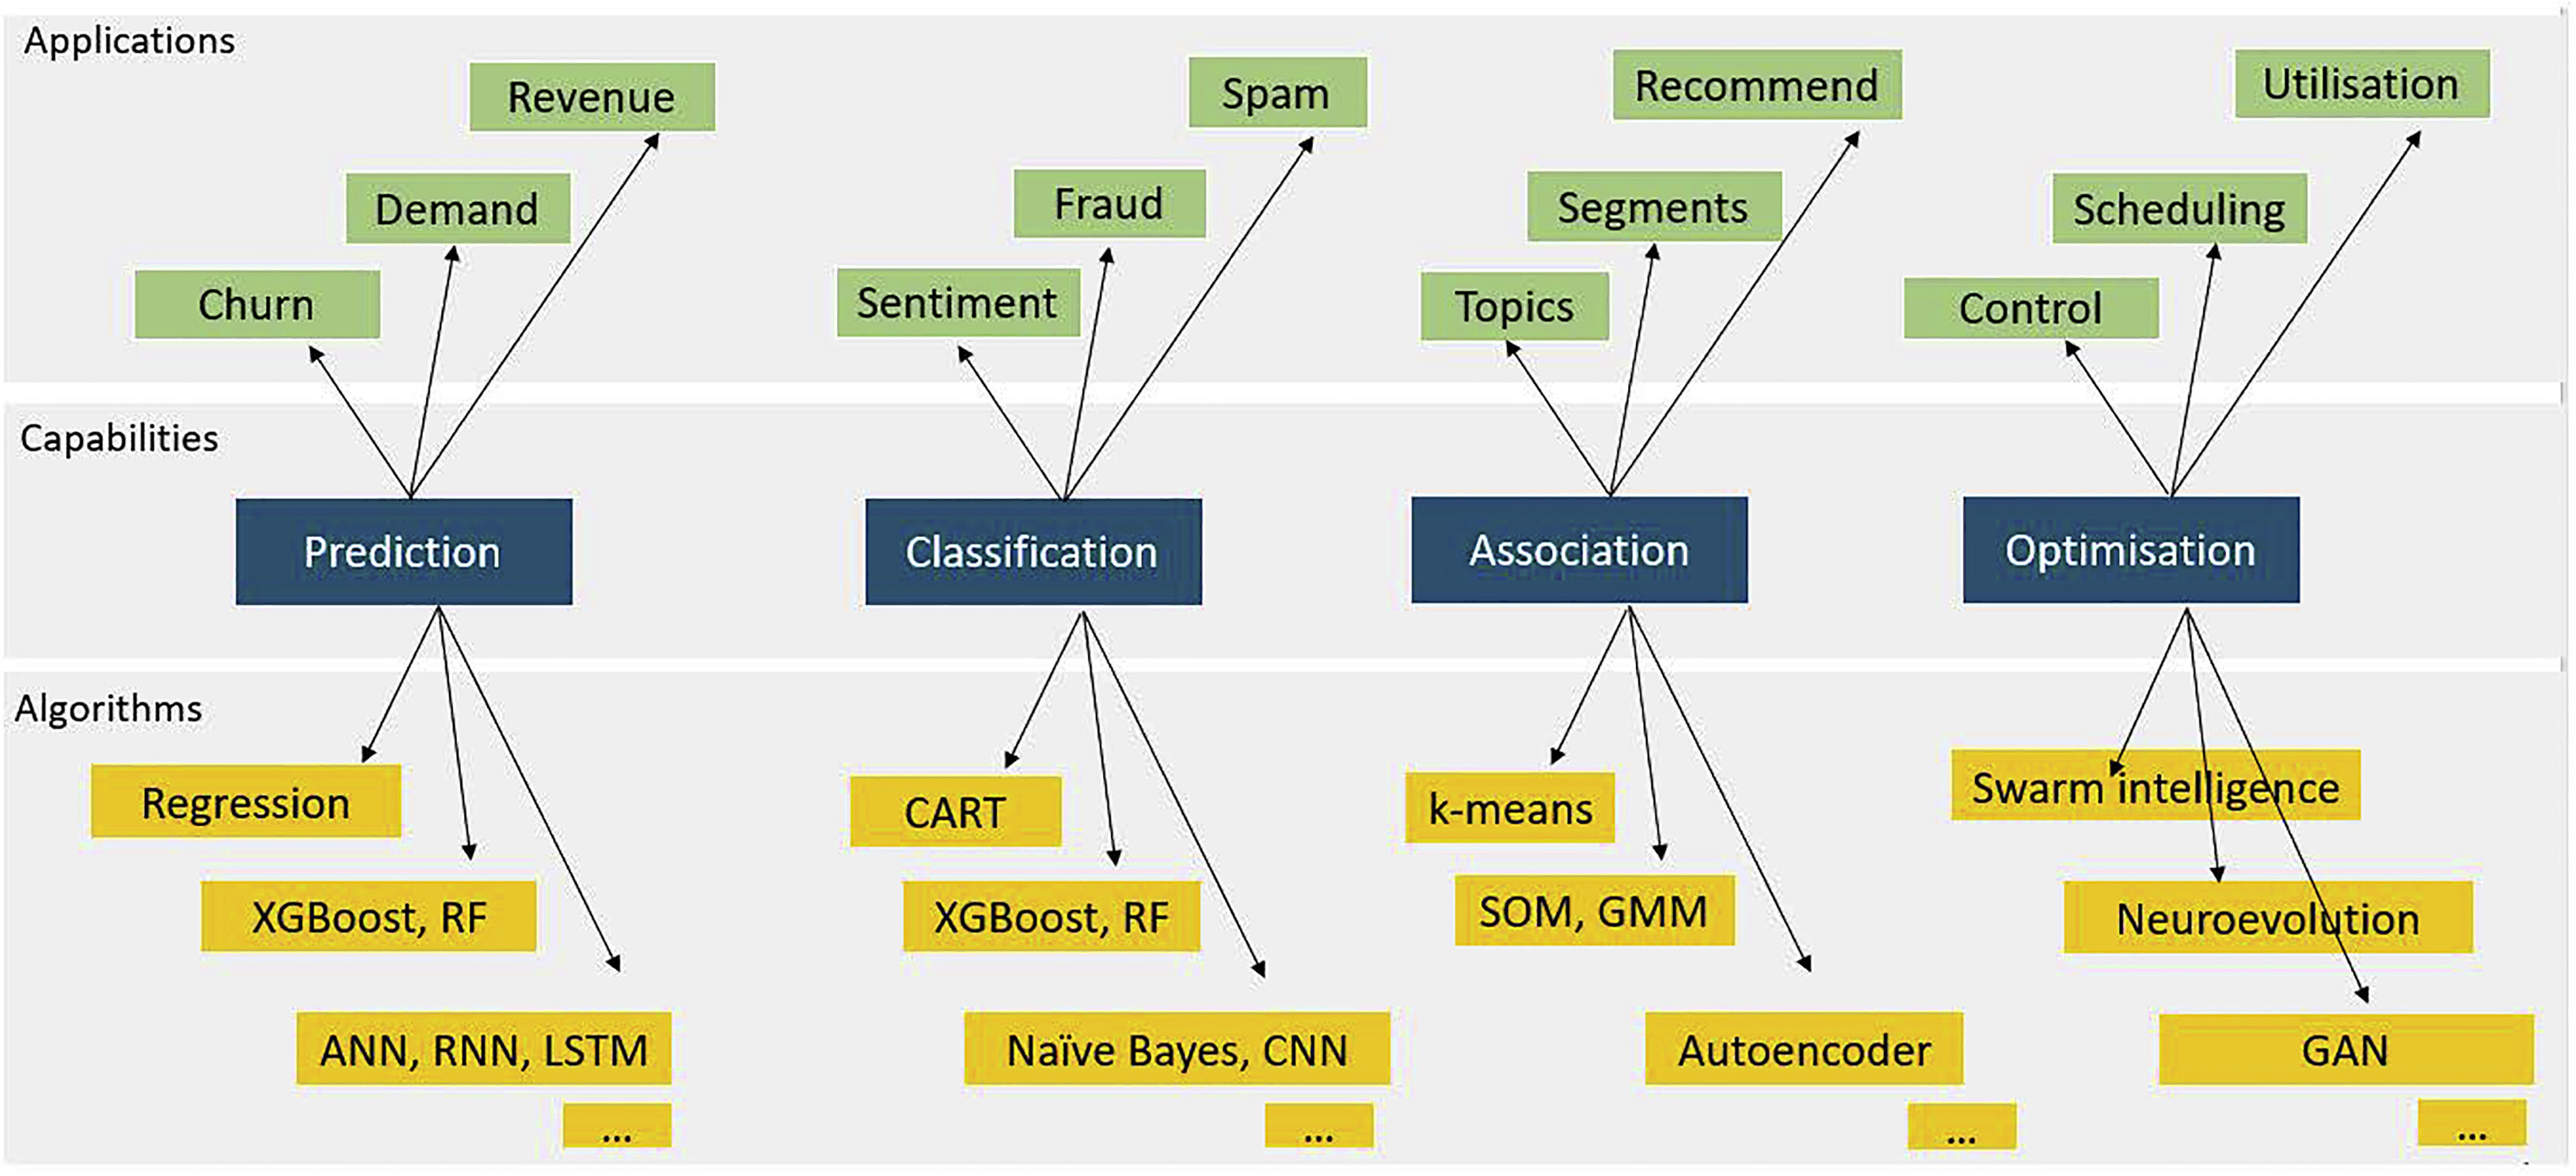 Applications
Revenue
Spam
Recommend
Utilisation
Demand
Fraud
Segments
Scheduling
Churn
Sentiment
Topics
Control
Capabilities
Prediction
Classification
Association
Optimisation
Algorithms
Regression
CART
k-means
Swarm intelligence
XGBoost, RF
XGBoost, RF
SOM, GMM
Neuroevolution
ANN, RNN, LSTM
Naïve Bayes, CNN
Autoencoder
GAN
...
...
...
...